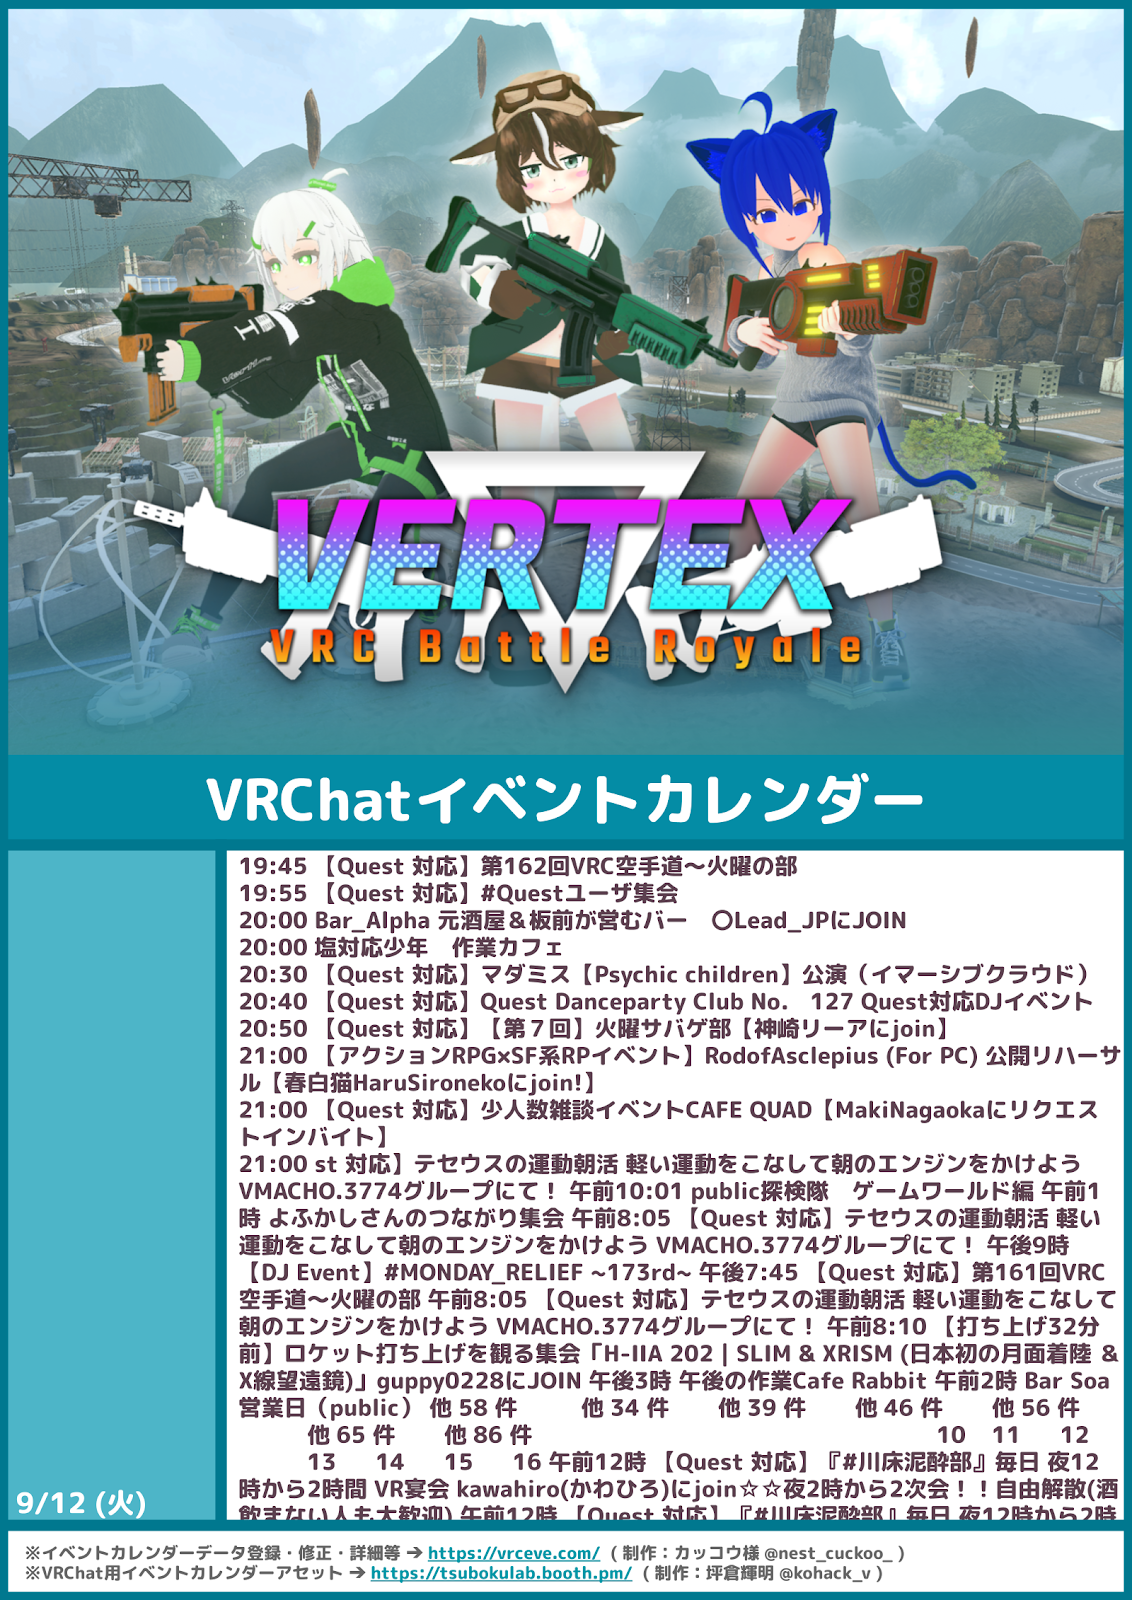 VERTEX
VRC Battle Royale
VRChatイベントカレンダー
19:45 【Quest 対応】第162回VRC空手道～火曜の部
19:55 【Quest 対応】#Questユーザ集会
20:00 Bar_Alpha 元酒屋＆板前が営むバー　〇Lead_JPにJOIN
20:00 塩対応少年　作業カフェ
20:30 【Quest 対応】マダミス【Psychic children】公演（イマーシブクラウド）
20:40 【Quest 対応】Quest Danceparty Club No.　127 Quest対応DJイベント
20:50 【Quest 対応】【第７回】火曜サバゲ部【神崎リーアにjoin】
21:00 【アクションRPG×SF系RPイベント】RodofAsclepius (For PC) 公開リハーサ
ル【春白猫HaruSironekoにjoin!】
21:00 【Quest 対応】少人数雑談イベントCAFE QUAD【MakiNagaokaにリクエス
トインバイト】
21:00 st 対応】テセウスの運動朝活 軽い運動をこなして朝のエンジンをかけよう
VMACHO.3774グループにて！ 午前10:01 public探検隊　ゲームワールド編 午前1
時 よふかしさんのつながり集会 午前8:05 【Quest 対応】テセウスの運動朝活 軽い
運動をこなして朝のエンジンをかけよう VMACHO.3774グループにて！ 午後9時
【DJ Event】#MONDAY_RELIEF ~173rd~ 午後7:45 【Quest 対応】第161回VRC
空手道～火曜の部 午前8:05 【Quest 対応】テセウスの運動朝活 軽い運動をこなして
朝のエンジンをかけよう VMACHO.3774グループにて！ 午前8:10 【打ち上げ32分
前】ロケット打ち上げを観る集会「H-IIA 202 | SLIM & XRISM (日本初の月面着陸 ＆
X線望遠鏡)」guppy0228にJOIN 午後3時 午後の作業Cafe Rabbit 午前2時 Bar Soa
営業日（public） 他 58 件 他 34 件 他 39 件 他 46 件 他 56 件
他 65 件 他 86 件 10 11 12
13 14 15 16 午前12時 【Quest 対応】『#川床泥酔部』毎日 夜12
時から2時間 VR宴会 kawahiro(かわひろ)にjoin☆☆夜2時から2次会！！自由解散(酒
飲まない人も大歓迎) 午前12時 【Quest 対応】『#川床泥酔部』毎日 夜12時から2時
9/12 (火)
※イベントカレンダーデータ登録・修正・詳細等 ➔ https://vrceve.com/ ( 制作：カッコウ様 @nest_cuckoo_ )
※VRChat用イベントカレンダーアセット ➔ https://tsubokulab.booth.pm/ ( 制作：坪倉輝明 @kohack_v )